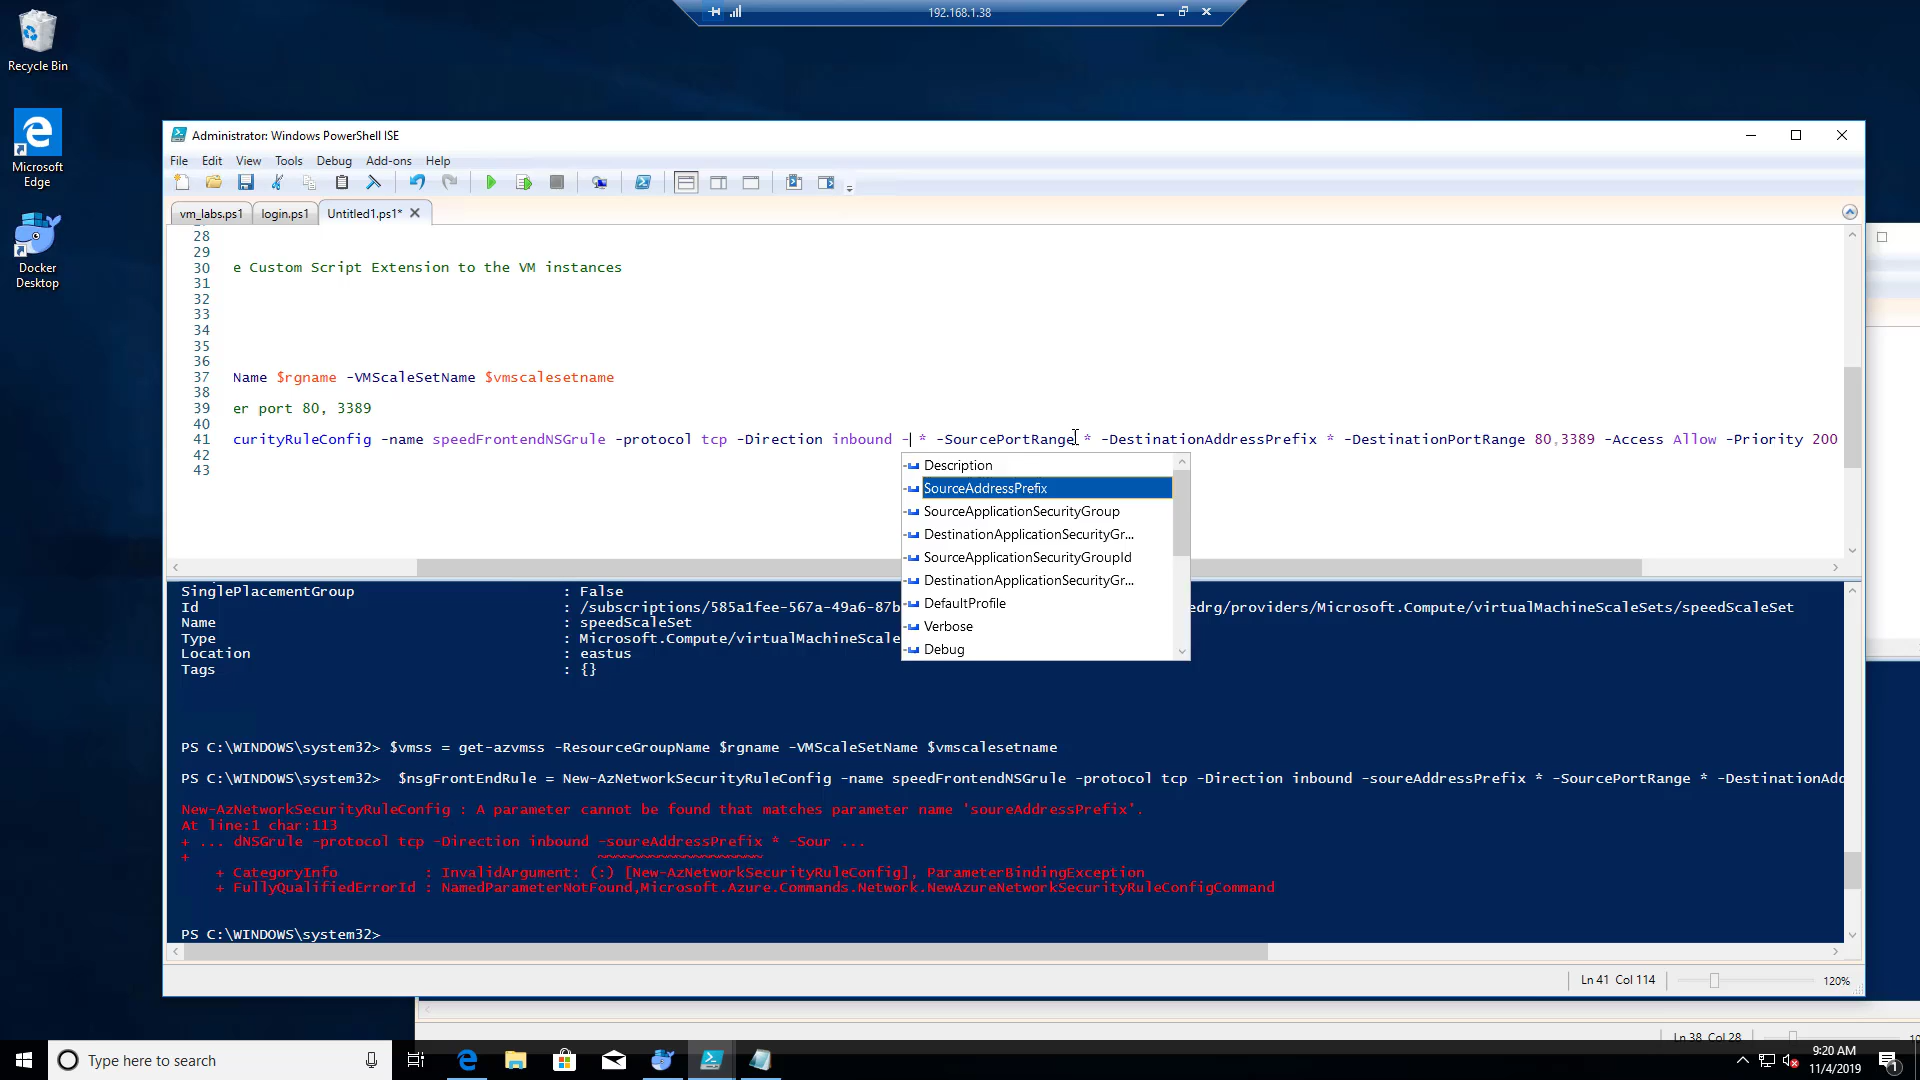 192.168.1.38
Recycle Bin
Microsoft
Edge
Docker
Desktop
Administrator: Windows PowerShell ISE
File Edit View Tools Debug Add-ons Help
vm_labs.ps1 login.ps1 Untitled1.ps1*
28
29
30 e Custom Script Extension to the VM instances
31
32
33
34
35
36
37 Name $rgname -VMScaleSetName $vmscalesetname
38
39 er port 80, 3389
40
41 curityRuleConfig -name speedFrontendNSGrule -protocol tcp -Direction inbound - * -SourcePortRange * -DestinationAddressPrefix * -DestinationPortRange 80,3389 -Access Allow -Priority 200
42
43
Description
SourceAddressPrefix
SourceApplicationSecurityGroup
DestinationApplicationSecurityGr...
SourceApplicationSecurityGroupId
DestinationApplicationSecurityGr...
DefaultProfile
Verbose
Debug
SinglePlacementGroup : False
Id : /subscriptions/585a1fee-567a-49a6-87b edrg/providers/Microsoft.Compute/virtualMachineScaleSets/speedScaleSet
Name : speedScaleSet
Type : Microsoft.Compute/virtualMachineScale
Location : eastus
Tags : {}
PS C:\WINDOWS\system32> $vmss = get-azvmss -ResourceGroupName $rgname -VMScaleSetName $vmscalesetname
PS C:\WINDOWS\system32> $nsgFrontEndRule = New-AzNetworkSecurityRuleConfig -name speedFrontendNSGrule -protocol tcp -Direction inbound -soureAddressPrefix * -SourcePortRange * -DestinationAdd
New-AzNetworkSecurityRuleConfig : A parameter cannot be found that matches parameter name 'soureAddressPrefix'.
At line:1 char:113
+ ... dNSGrule -protocol tcp -Direction inbound -soureAddressPrefix * -Sour ...
+ ~~~~~~~~~~~~~~~~~~~
+ CategoryInfo : InvalidArgument: (:) [New-AzNetworkSecurityRuleConfig], ParameterBindingException
+ FullyQualifiedErrorId : NamedParameterNotFound,Microsoft.Azure.Commands.Network.NewAzureNetworkSecurityRuleConfigCommand
PS C:\WINDOWS\system32>
Ln 41 Col 114 120%
Ln 38 Col 28
Type here to search
9:20 AM
11/4/2019
1